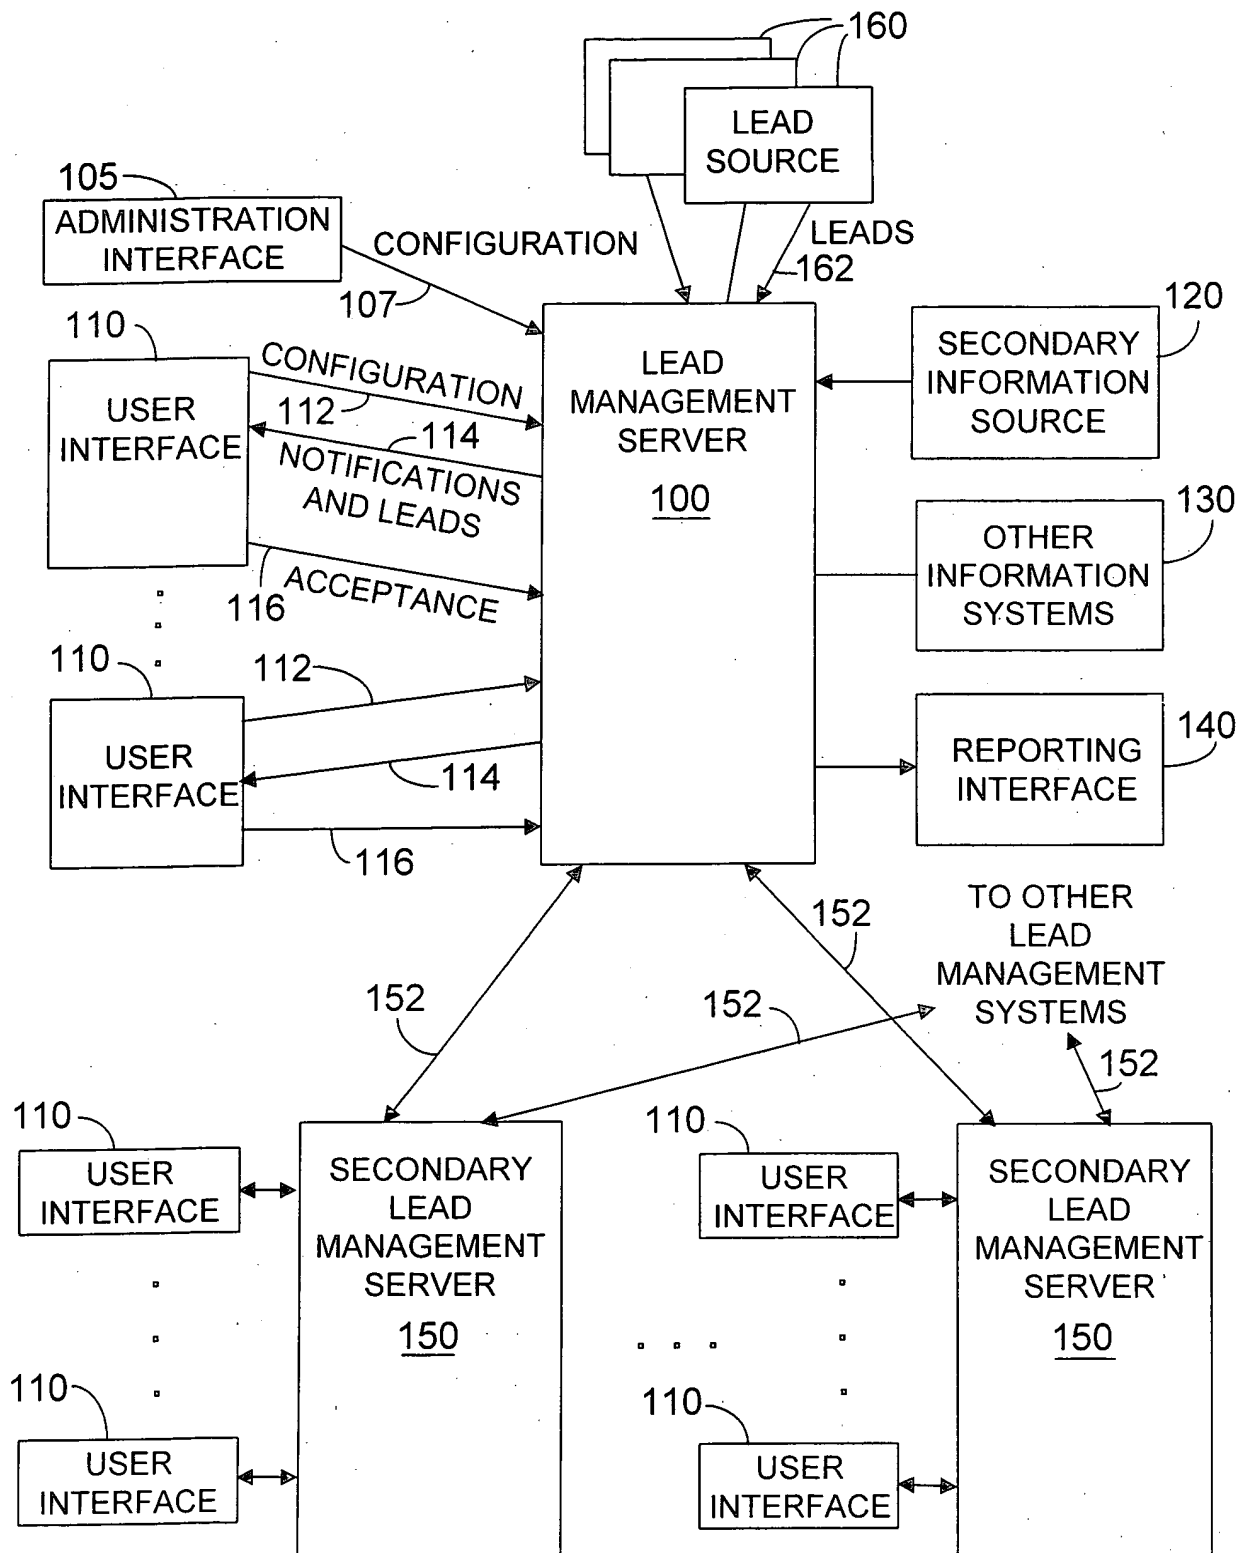 160
LEAD
SOURCE
105
ADMINISTRATION
INTERFACE
CONFIGURATION
107
LEADS
162
110
USER
INTERFACE
CONFIGURATION
112
114
NOTIFICATIONS
AND LEADS
116
ACCEPTANCE
LEAD
MANAGEMENT
SERVER
100
120
SECONDARY
INFORMATION
SOURCE
130
OTHER
INFORMATION
SYSTEMS
110
USER
INTERFACE
112
114
116
140
REPORTING
INTERFACE
152
152
152
TO OTHER
LEAD
MANAGEMENT
SYSTEMS
152
110
USER
INTERFACE
110
USER
INTERFACE
SECONDARY
LEAD
MANAGEMENT
SERVER
150
110
USER
INTERFACE
110
USER
INTERFACE
SECONDARY
LEAD
MANAGEMENT
SERVER
150